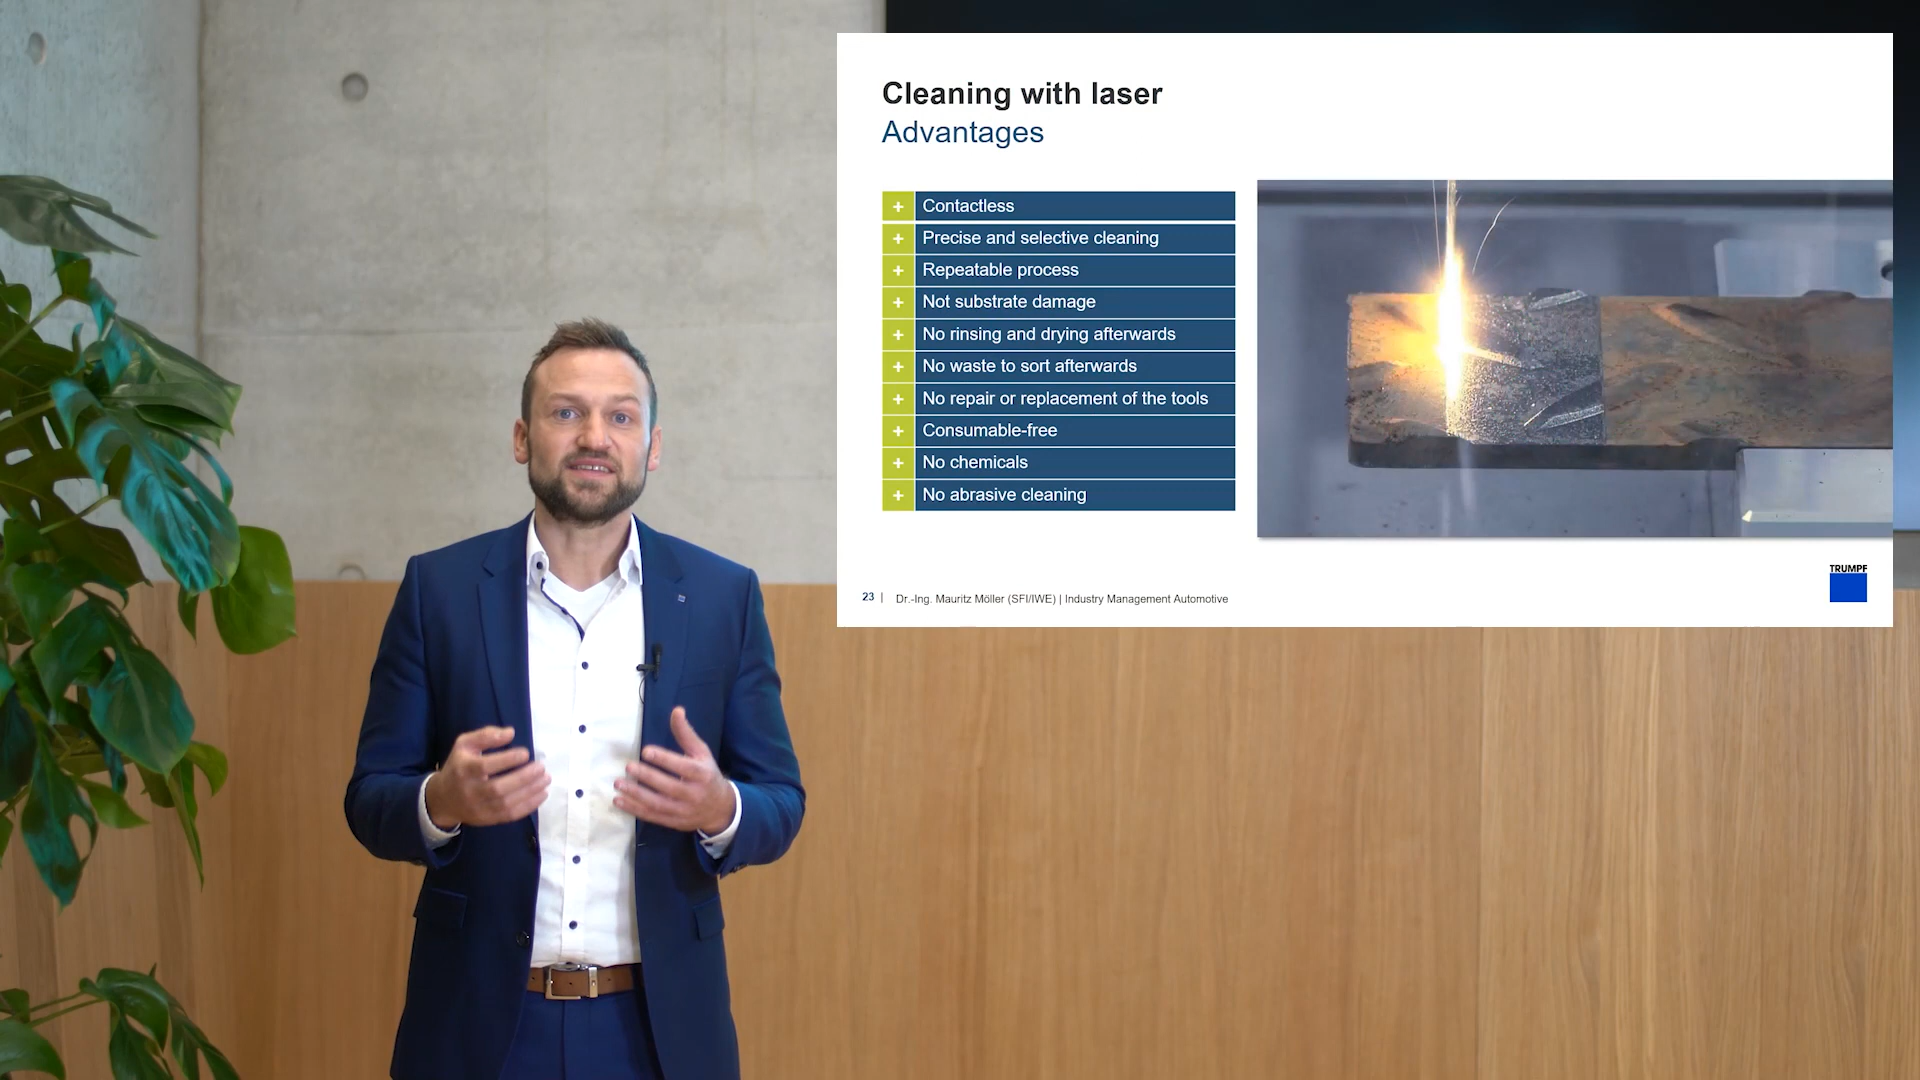 Cleaning with laser
Advantages
+ Contactless
+ Precise and selective cleaning
+ Repeatable process
+ Not substrate damage
+ No rinsing and drying afterwards
+ No waste to sort afterwards
+ No repair or replacement of the tools
+ Consumable-free
+ No chemicals
+ No abrasive cleaning
TRUMPF
23 | Dr.-Ing. Mauritz Möller (SFI/IWE) | Industry Management Automotive